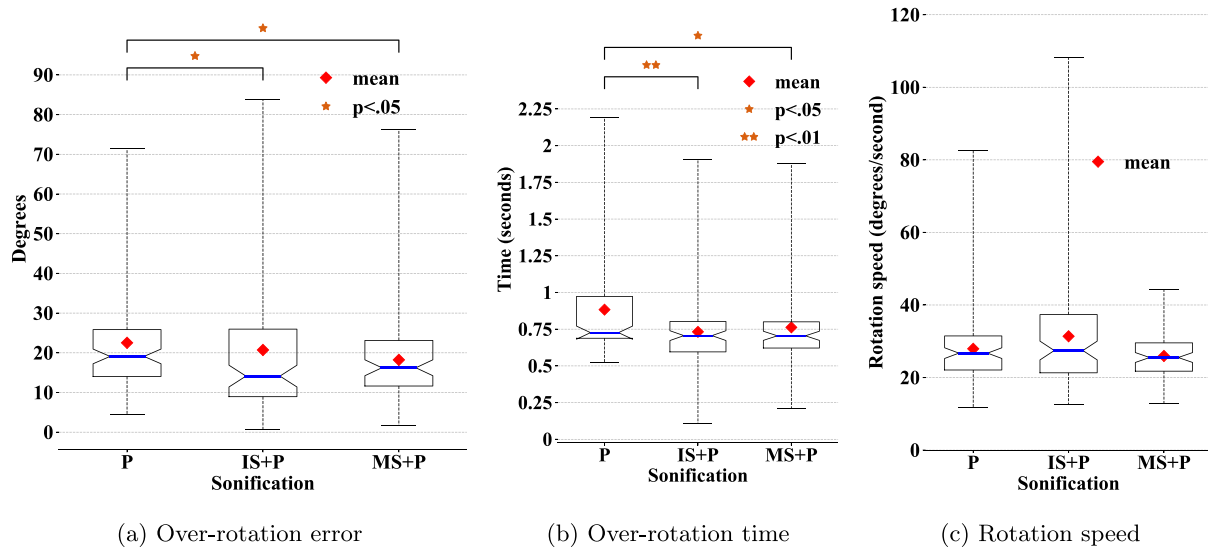 Degrees
90
80
70
60
50
40
30
20
10
0
mean
p<.05
P
IS+P
MS+P
Sonification
(a) Over-rotation error
Time (seconds)
2.25
2
1.75
1.5
1.25
1
0.75
0.5
0.25
0
mean
p<.05
p<.01
P
IS+P
MS+P
Sonification
(b) Over-rotation time
Rotation speed (degrees/second)
120
100
80
60
40
20
0
mean
P
IS+P
MS+P
Sonification
(c) Rotation speed